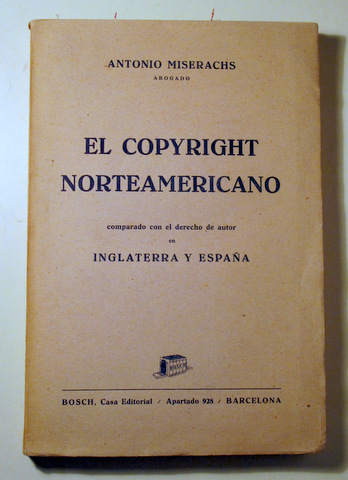 ANTONIO MISERACHS
ABOGADO
EL COPYRIGHT
NORTEAMERICANO
comparado con el derecho de autor
en
INGLATERRA Y ESPAÑA
BOSCH, Casa Editorial / Apartado 928 / BARCELONA